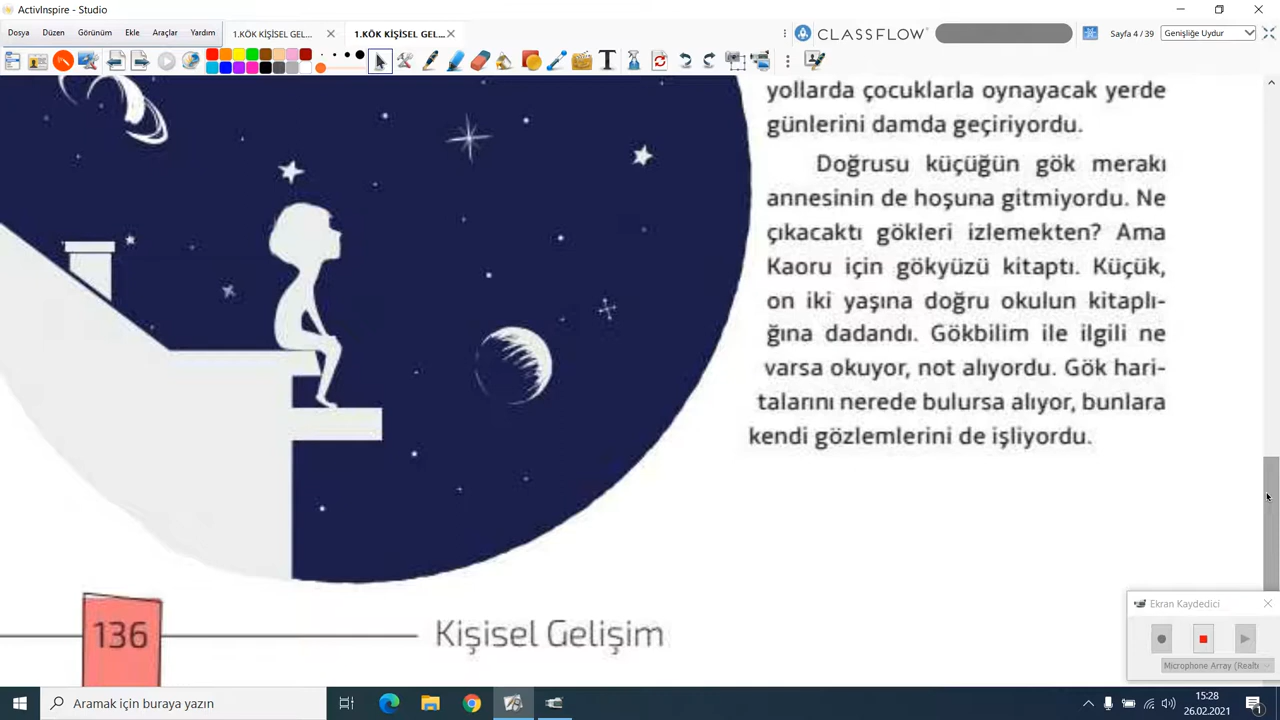 ActivInspire - Studio
Dosya Düzen Görünüm Ekle Araçlar Yardım
1.KÖK KİŞİSEL GEL...
1.KÖK KİŞİSEL GEL...
CLASSFLOW
Sayfa 4 / 39
Genişliğe Uydur
yollarda çocuklarla oynayacak yerde
günlerini damda geçiriyordu.
Doğrusu küçüğün gök merakı
annesinin de hoşuna gitmiyordu. Ne
çıkacaktı gökleri izlemekten? Ama
Kaoru için gökyüzü kitaptı. Küçük,
on iki yaşına doğru okulun kitaplı-
ğına dadandı. Gökbilim ile ilgili ne
varsa okuyor, not alıyordu. Gök hari-
talarını nerede bulursa alıyor, bunlara
kendi gözlemlerini de işliyordu.
136
Kişisel Gelişim
Ekran Kaydedici
Microphone Array (Realte
Aramak için buraya yazın
15:28
26.02.2021
1